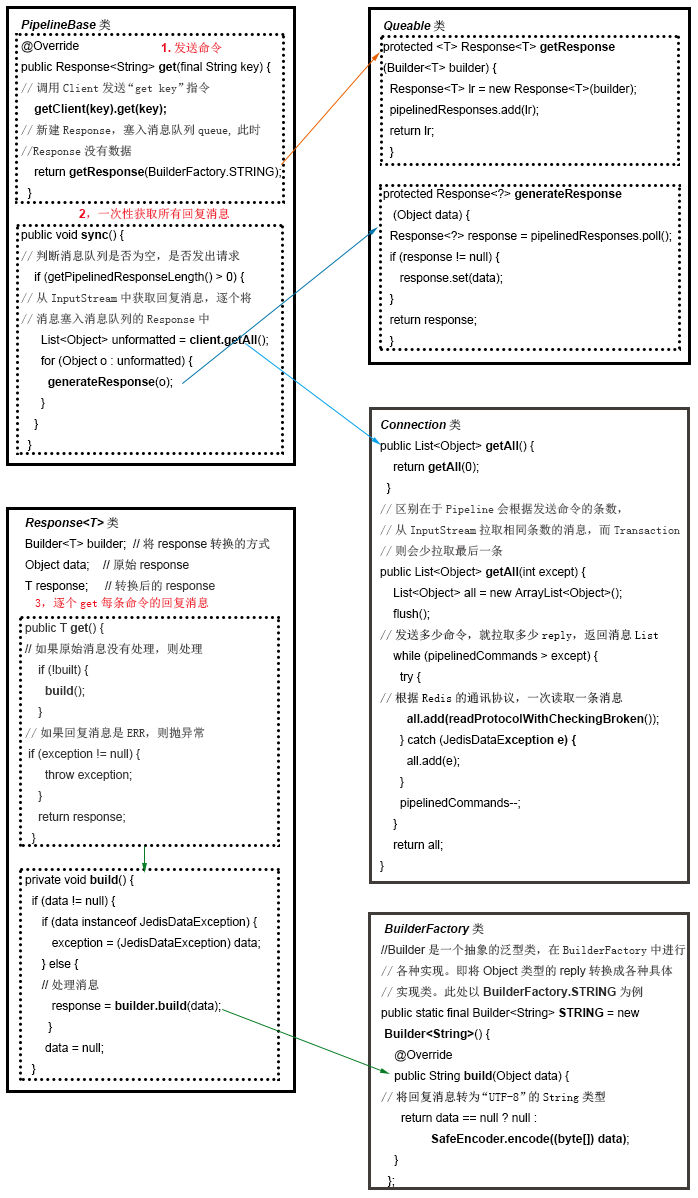 PipelineBase 类
@Override
1. 发送命令
public Response<String> get(final String key) {
// 调用 Client 发送“get key”指令
getClient(key).get(key);
// 新建 Response，塞入消息队列 queue, 此时
//Response 没有数据
return getResponse(BuilderFactory.STRING);
}
2，一次性获取所有回复消息
public void sync() {
// 判断消息队列是否为空，是否发出请求
if (getPipelinedResponseLength() > 0) {
// 从 InputStream 中获取回复消息，逐个将
// 消息塞入消息队列的 Response 中
List<Object> unformatted = client.getAll();
for (Object o : unformatted) {
generateResponse(o);
}
}
}
Queable 类
protected <T> Response<T> getResponse
(Builder<T> builder) {
Response<T> lr = new Response<T>(builder);
pipelinedResponses.add(lr);
return lr;
}
protected Response<?> generateResponse
(Object data) {
Response<?> response = pipelinedResponses.poll();
if (response != null) {
response.set(data);
}
return response;
}
Connection 类
public List<Object> getAll() {
return getAll(0);
}
// 区别在于 Pipeline 会根据发送命令的条数，
// 从 InputStream 拉取相同条数的消息，而 Transaction
// 则会少拉取最后一条
public List<Object> getAll(int except) {
List<Object> all = new ArrayList<Object>();
flush();
// 发送多少命令，就拉取多少 reply，返回消息 List
while (pipelinedCommands > except) {
try {
// 根据 Redis 的通讯协议，一次读取一条消息
all.add(readProtocolWithCheckingBroken());
} catch (JedisDataException e) {
all.add(e);
}
pipelinedCommands--;
}
return all;
}
Response<T> 类
Builder<T> builder; // 将 response 转换的方式
Object data; // 原始 response
T response; // 转换后的 response
3，逐个 get 每条命令的回复消息
public T get() {
// 如果原始消息没有处理，则处理
if (!built) {
build();
}
// 如果回复消息是 ERR，则抛异常
if (exception != null) {
throw exception;
}
return response;
}
private void build() {
if (data != null) {
if (data instanceof JedisDataException) {
exception = (JedisDataException) data;
} else {
// 处理消息
response = builder.build(data);
}
data = null;
}
BuilderFactory 类
//Builder 是一个抽象的泛型类，在 BuilderFactory 中进行
// 各种实现。即将 Object 类型的 reply 转换成各种具体
// 实现类。此处以 BuilderFactory.STRING 为例
public static final Builder<String> STRING = new
Builder<String>() {
@Override
public String build(Object data) {
// 将回复消息转为“UTF-8”的 String 类型
return data == null ? null :
SafeEncoder.encode((byte[]) data);
}
};